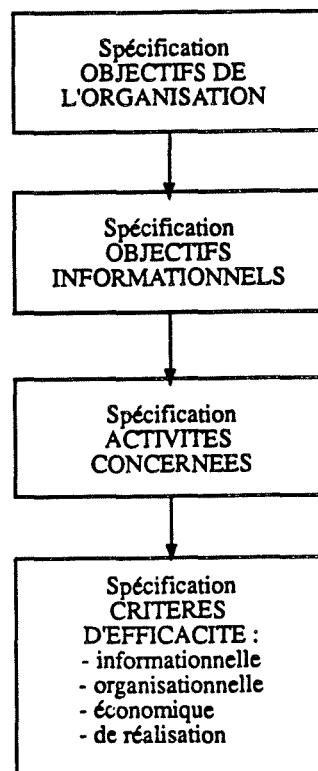 Spécification
OBJECTIFS DE
L'ORGANISATION
Spécification
OBJECTIFS
INFORMATIONNELS
Spécification
ACTIVITES
CONCERNEES
Spécification
CRITERES
D'EFFICACITE :
- informationnelle
- organisationnelle
- économique
- de réalisation